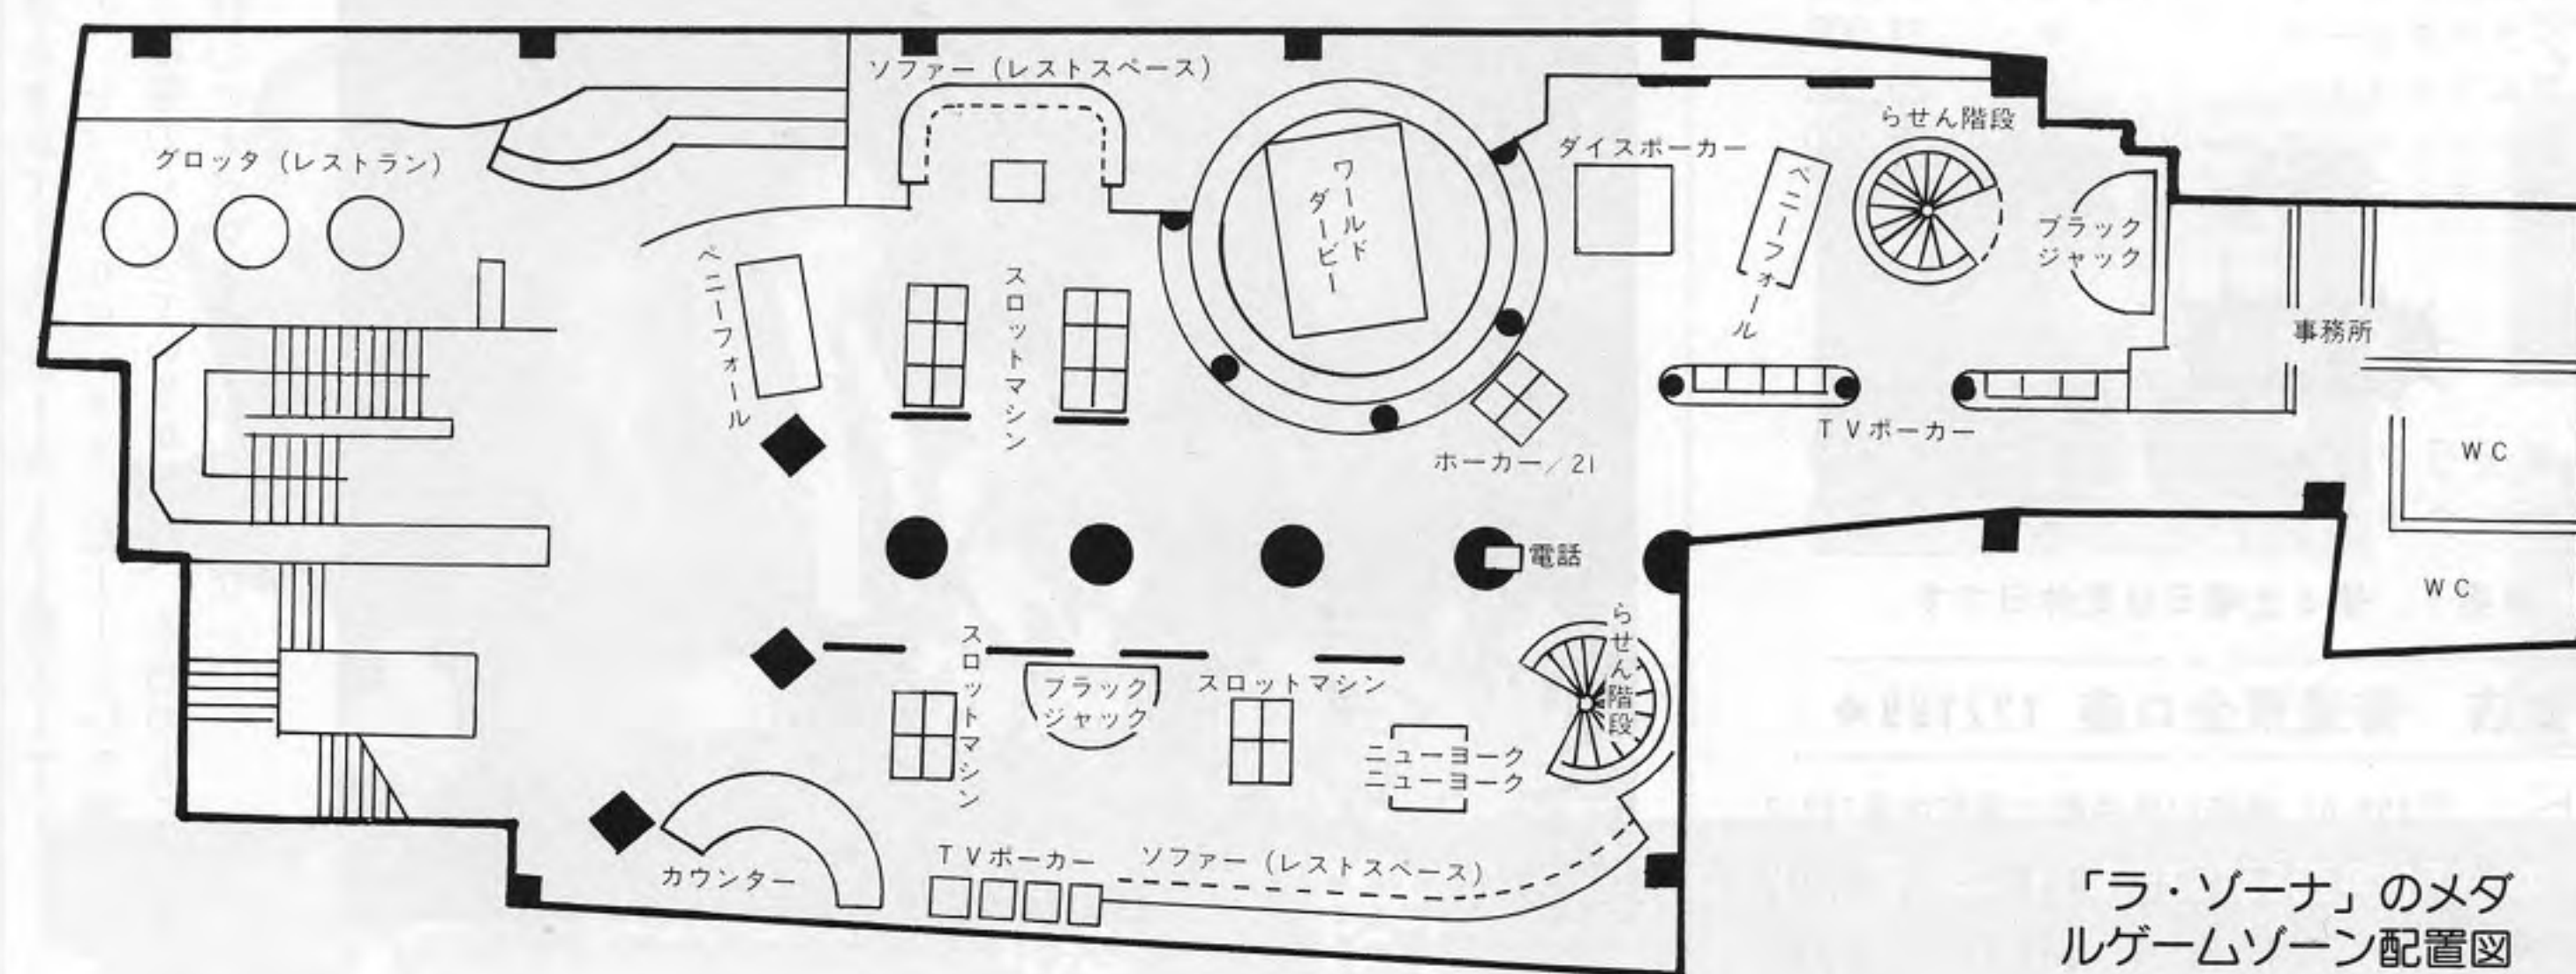 ソファー（レストスペース）
らせん階段
グロッタ（レストラン）
ダイスポーカー
ワールド
ダービー
ペニーフォール
ブラック
ジャック
ペニーフォール
スロットマシン
事務所
TVポーカー
ホーカー／21
WC
電話
WC
らせん階段
スロットマシン
ブラック
ジャック
スロットマシン
ニューヨーク
ニューヨーク
カウンター
TVポーカー
ソファー（レストスペース）
「ラ・ゾーナ」のメダ
ルゲームゾーン配置図